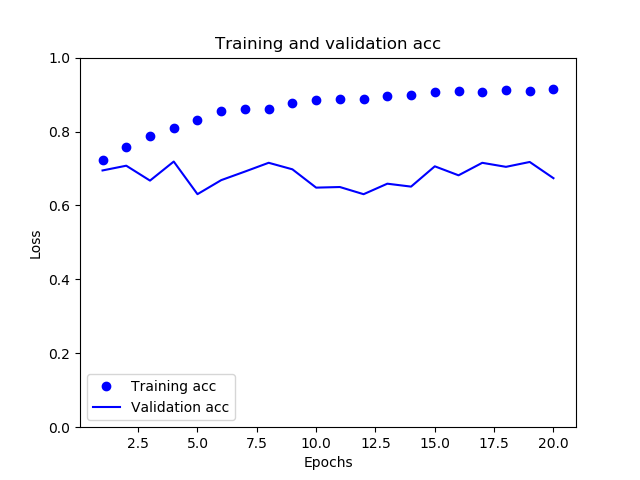 Training and validation acc
1.0
0.8
0.6
0.4
0.2
0.0
Loss
Training acc
Validation acc
2.5 5.0 7.5 10.0 12.5 15.0 17.5 20.0
Epochs